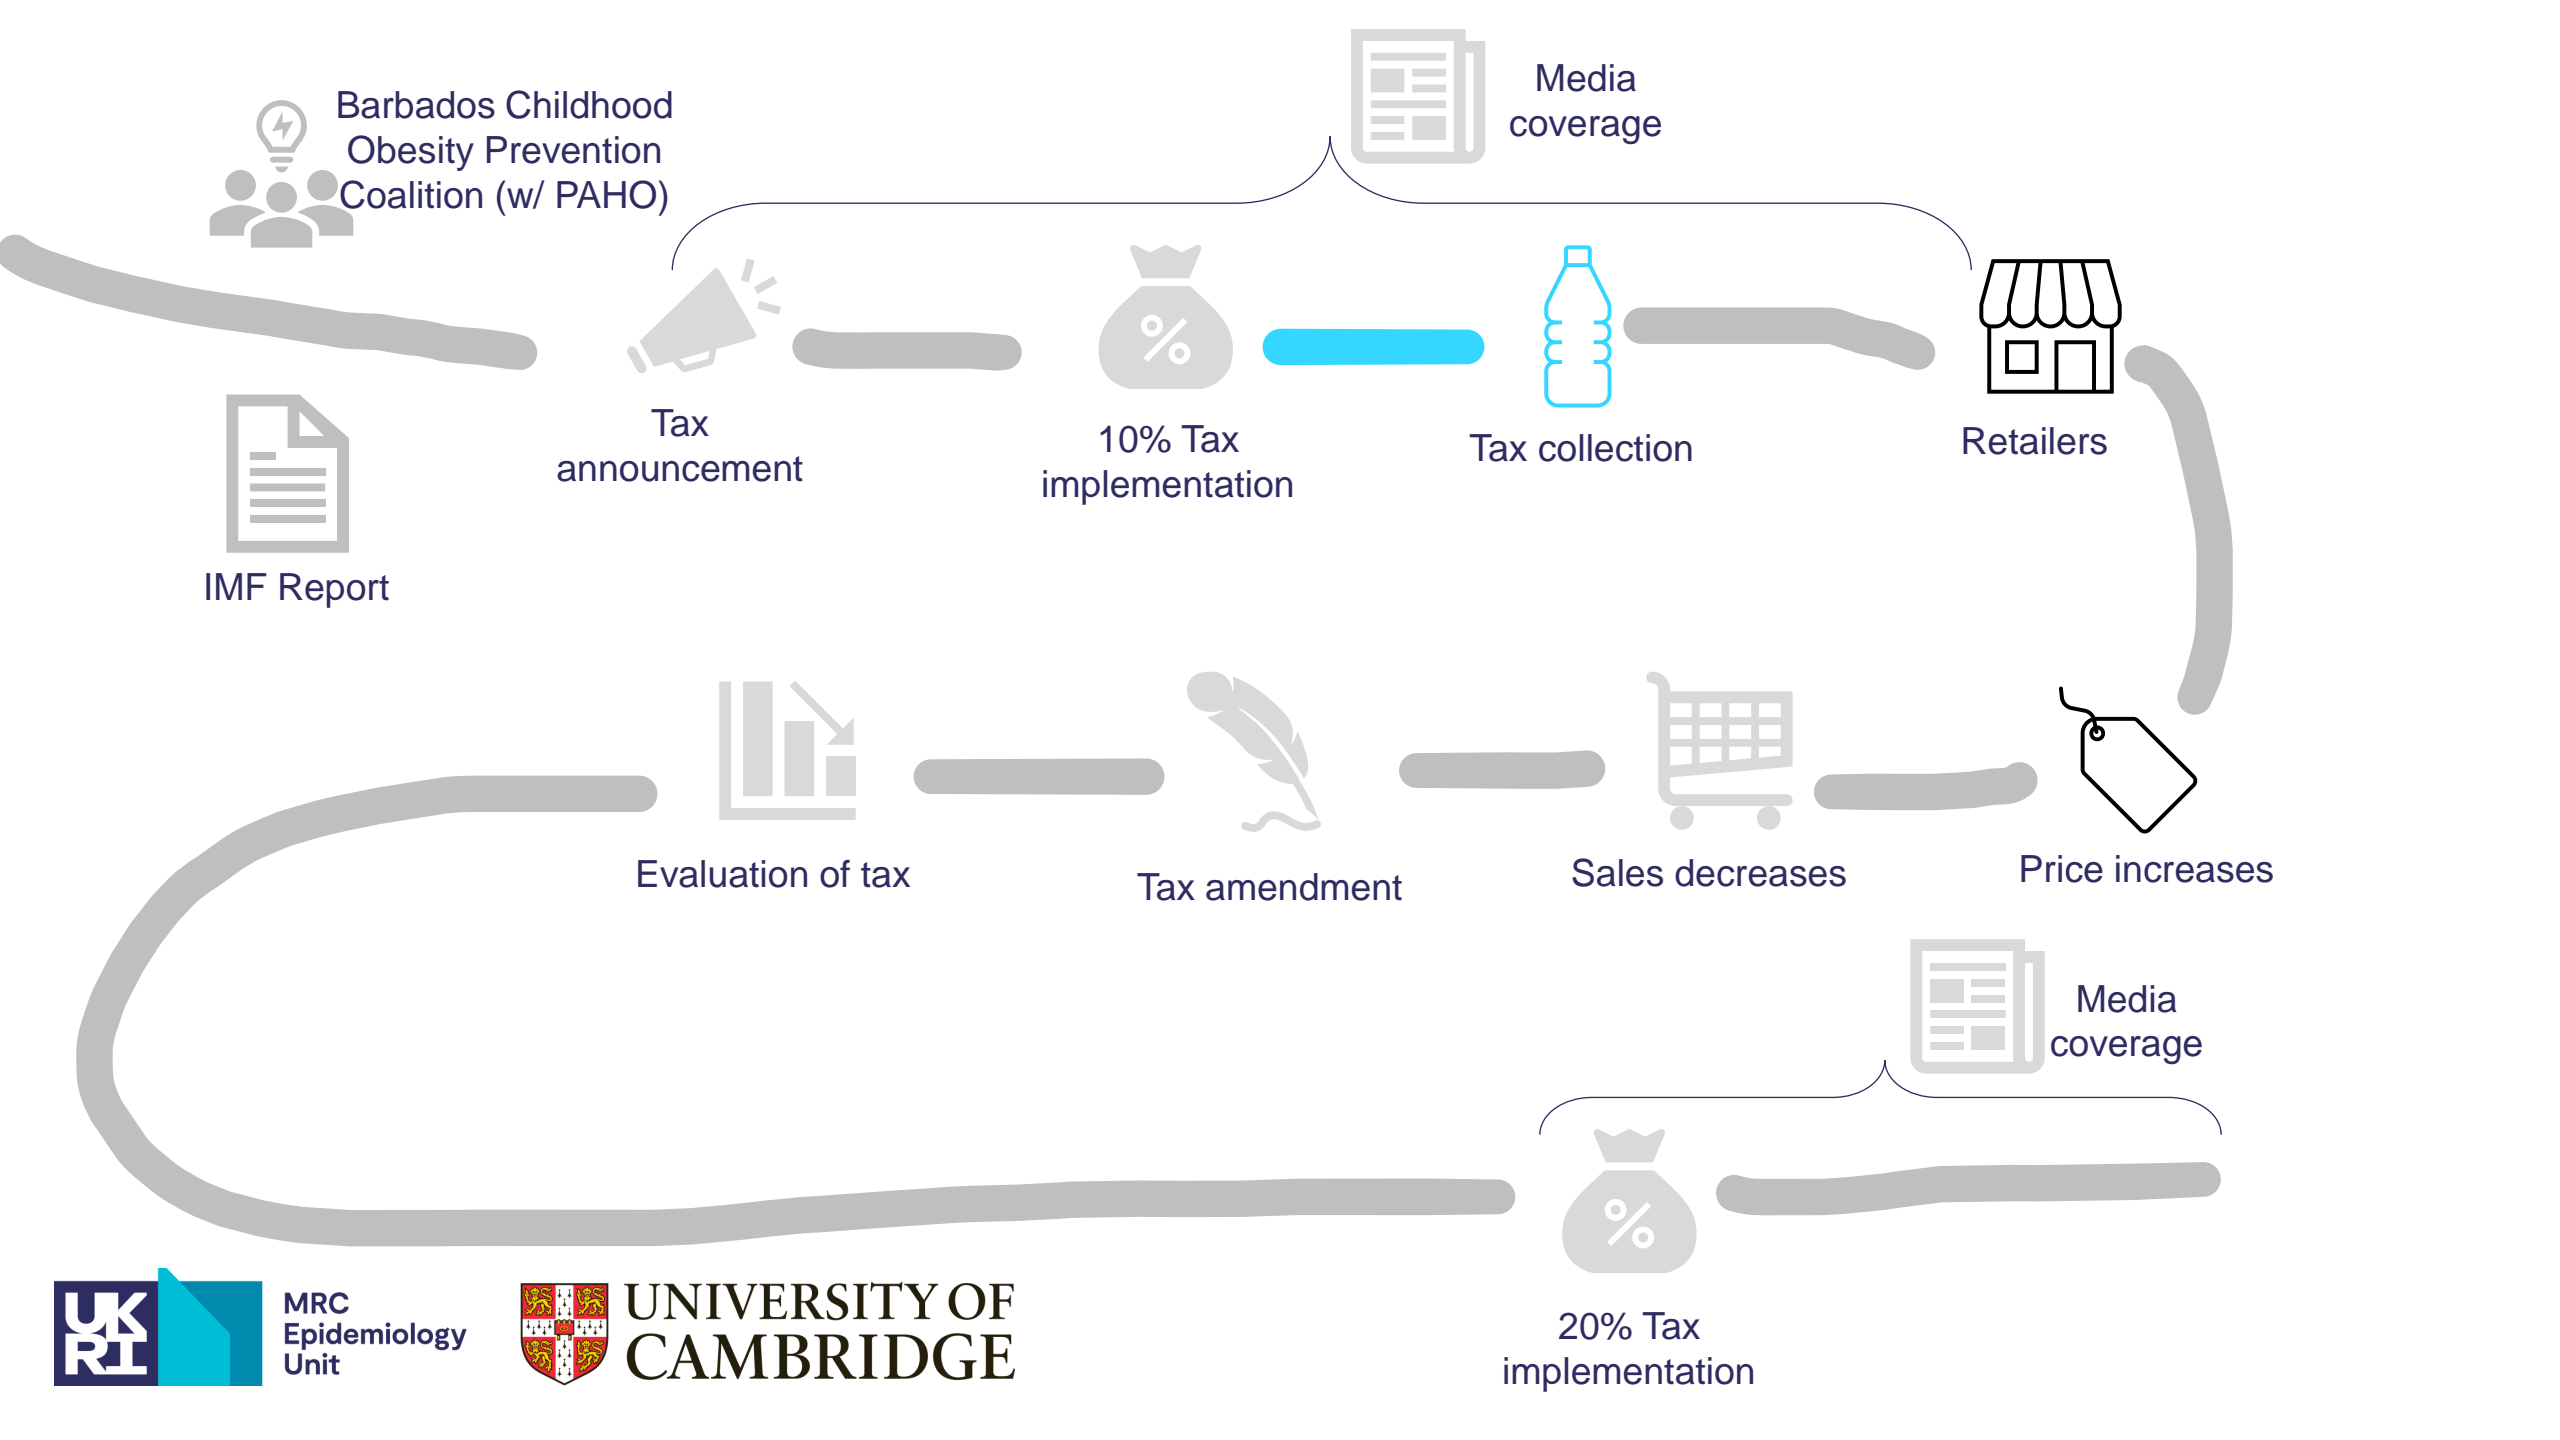 Media
coverage
Barbados Childhood
Obesity Prevention
Coalition (w/ PAHO)
%
Tax
announcement
10% Tax
implementation
Tax collection
Retailers
IMF Report
Evaluation of tax
Tax amendment
Sales decreases
Price increases
Media
coverage
%
20% Tax
implementation
UK
RI
MRC
Epidemiology
Unit
UNIVERSITY OF
CAMBRIDGE